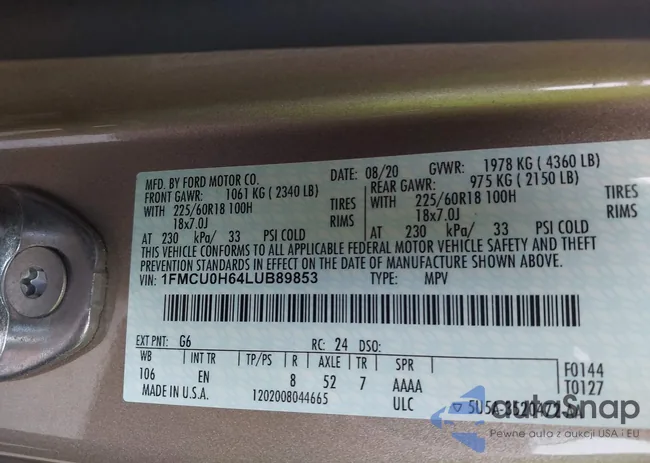 MFD. BY FORD MOTOR CO. DATE: 08/20 GVWR: 1978 KG ( 4360 LB)
FRONT GAWR: 1061 KG ( 2340 LB) REAR GAWR: 975 KG ( 2150 LB)
WITH 225/60R18 100H TIRES WITH 225/60R18 100H TIRES
18x7.0J RIMS 18x7.0J RIMS
AT 230 kPa/ 33 PSI COLD AT 230 kPa/ 33 PSI COLD
THIS VEHICLE CONFORMS TO ALL APPLICABLE FEDERAL MOTOR VEHICLE SAFETY AND THEFT
PREVENTION STANDARDS IN EFFECT ON THE DATE OF MANUFACTURE SHOWN ABOVE.
VIN: 1FMCU0H64LUB89853 TYPE: MPV
EXT PNT: G6 RC: 24 DSO:
WB INT TR TP/PS R AXLE TR SPR F0144
106 EN 8 52 7 AAAA T0127
MADE IN U.S.A. 1202008044665 ULC
autoSnap
Pewne auta z aukcji USA i EU